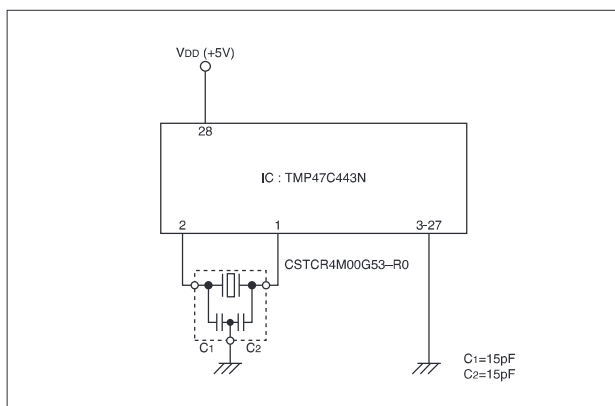 VDD (+5V)
28
IC : TMP47C443N
2 1 3-27
CSTCR4M00G53–R0
C1 C2
C1=15pF
C2=15pF